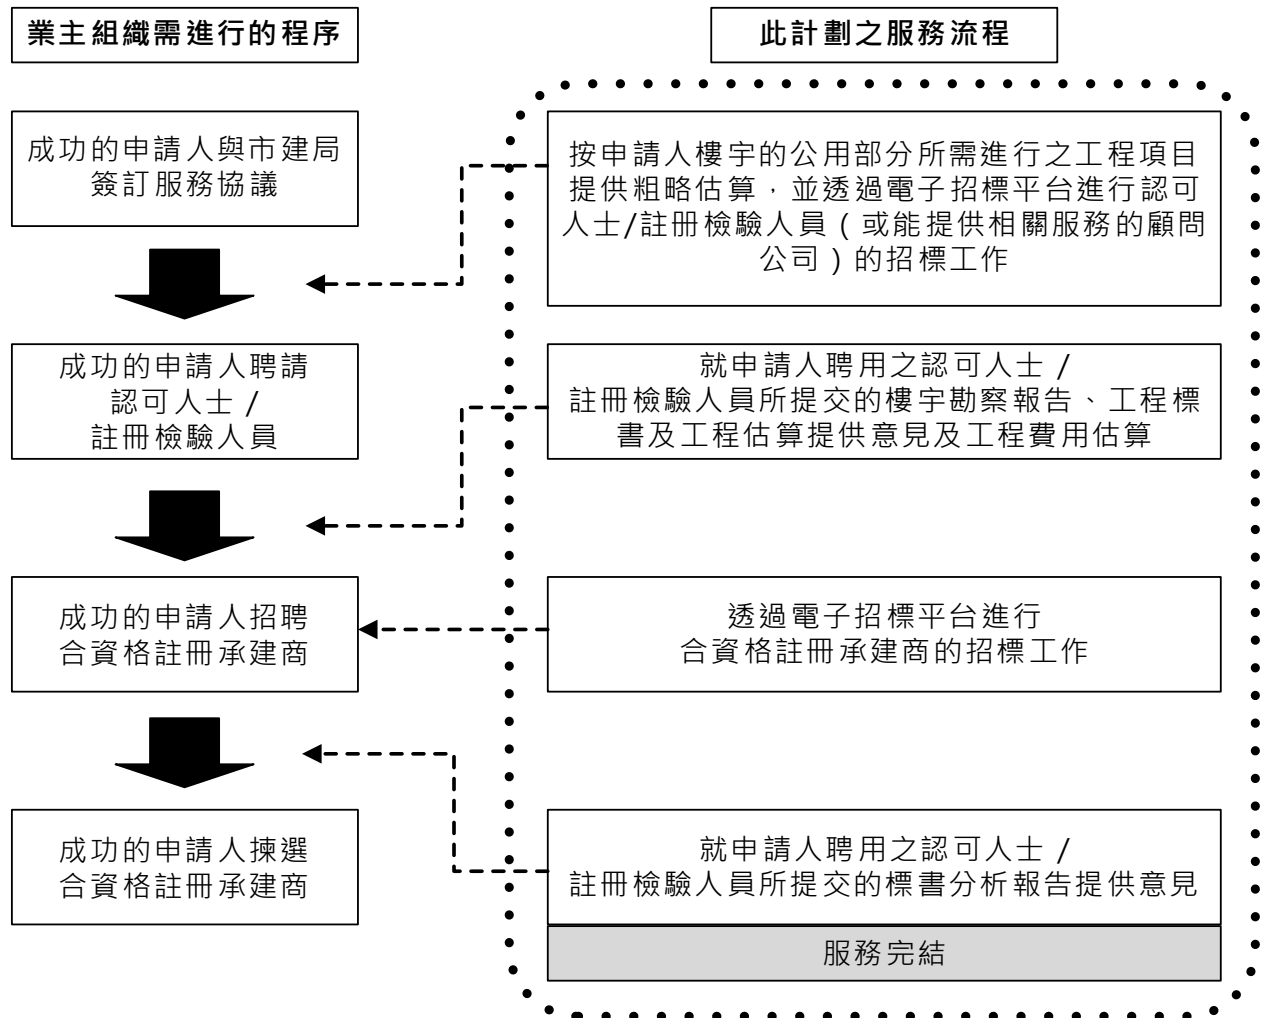 業主組織需進行的程序
此計劃之服務流程
成功的申請人與市建局
簽訂服務協議
按申請人樓宇的公用部分所需進行之工程項目
提供粗略估算，並透過電子招標平台進行認可
人士/註冊檢驗人員(或能提供相關服務的顧問
公司)的招標工作
成功的申請人聘請
認可人士 /
註冊檢驗人員
就申請人聘用之認可人士 /
註冊檢驗人員所提交的樓宇勘察報告、工程標
書及工程估算提供意見及工程費用估算
成功的申請人招聘
合資格註冊承建商
透過電子招標平台進行
合資格註冊承建商的招標工作
成功的申請人揀選
合資格註冊承建商
就申請人聘用之認可人士 /
註冊檢驗人員所提交的標書分析報告提供意見
服務完結